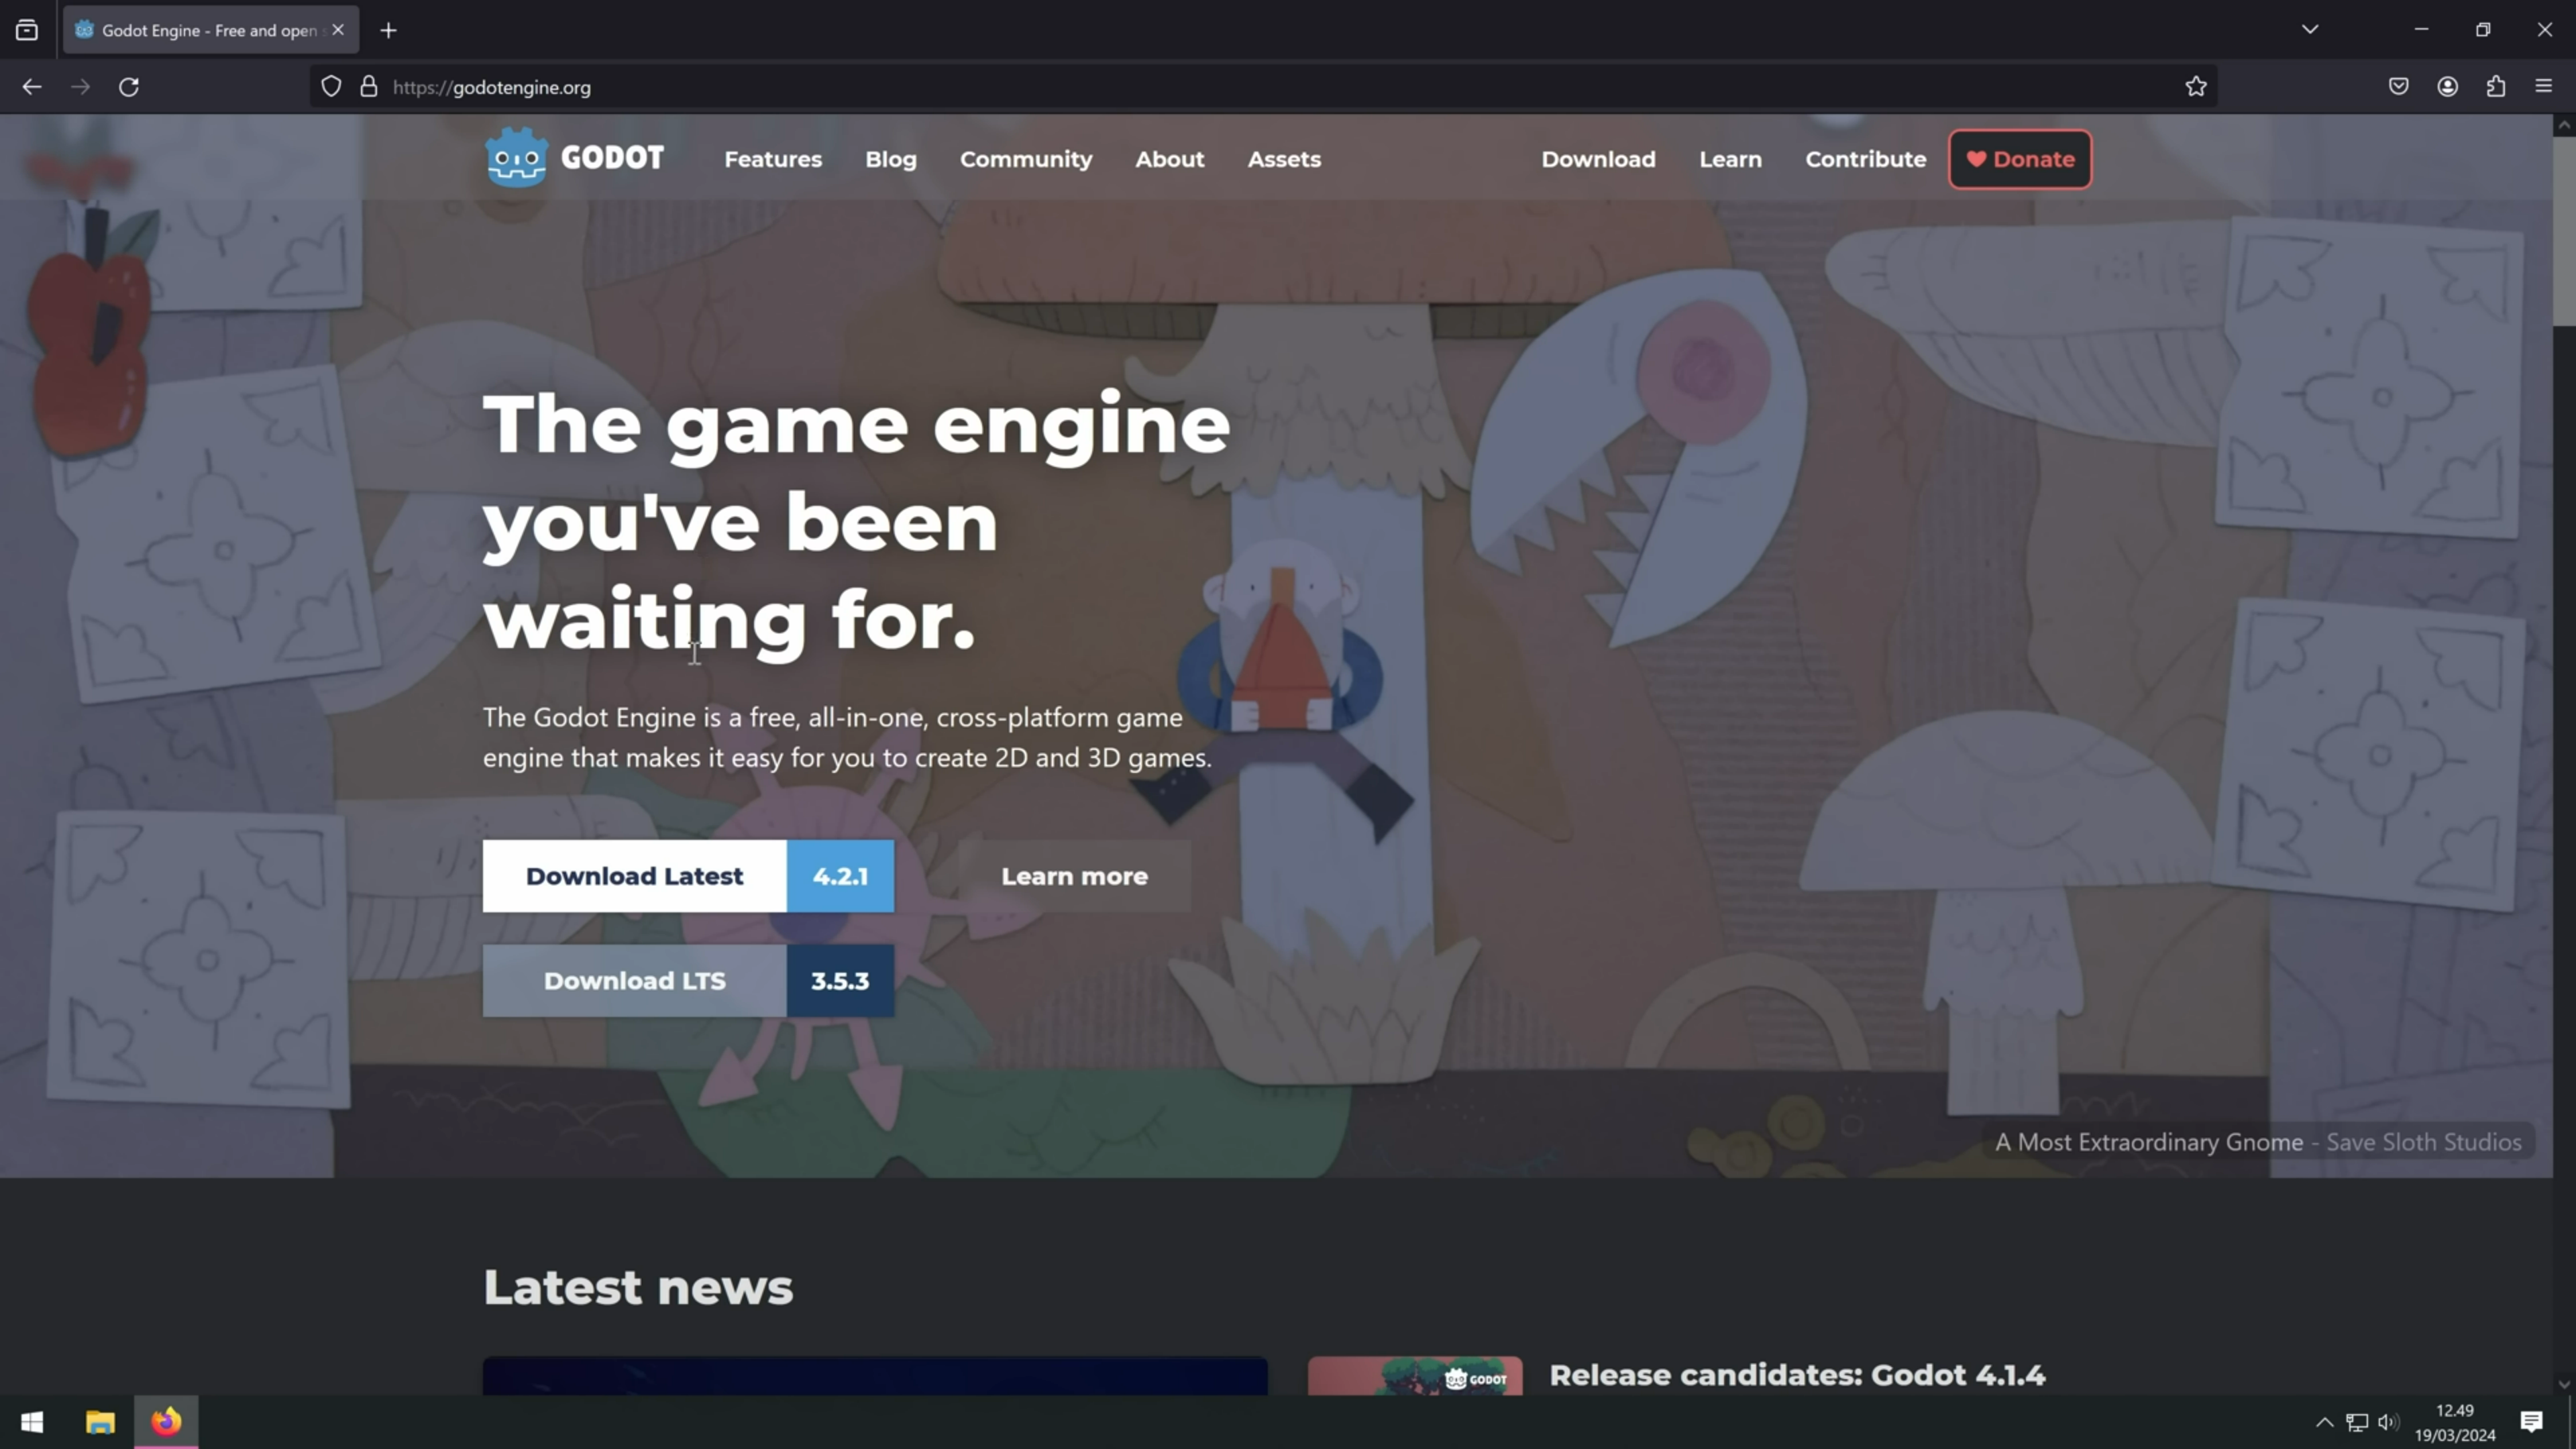 Godot Engine - Free and open
https://godotengine.org
GODOT
Features
Blog
Community
About
Assets
Download
Learn
Contribute
Donate
The game engine
you've been
waiting for.
The Godot Engine is a free, all-in-one, cross-platform game
engine that makes it easy for you to create 2D and 3D games.
Download Latest 4.2.1
Learn more
Download LTS 3.5.3
A Most Extraordinary Gnome - Save Sloth Studios
Latest news
GODOT
Release candidates: Godot 4.1.4
12.49
19/03/2024